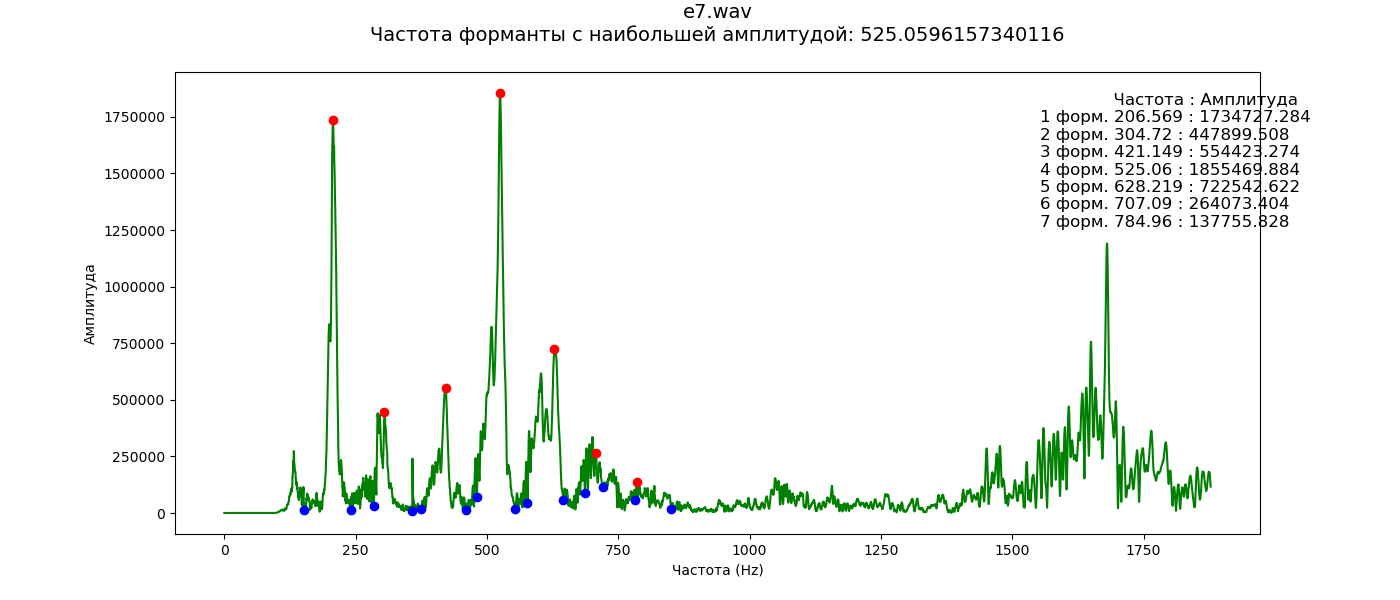 e7.wav
Частота форманты с наибольшей амплитудой: 525.0596157340116
Частота : Амплитуда
1 форм. 206.569 : 1734727.284
2 форм. 304.72 : 447899.508
3 форм. 421.149 : 554423.274
4 форм. 525.06 : 1855469.884
5 форм. 628.219 : 722542.622
6 форм. 707.09 : 264073.404
7 форм. 784.96 : 137755.828
Амплитуда
1750000
1500000
1250000
1000000
750000
500000
250000
0
0 250 500 750 1000 1250 1500 1750
Частота (Hz)